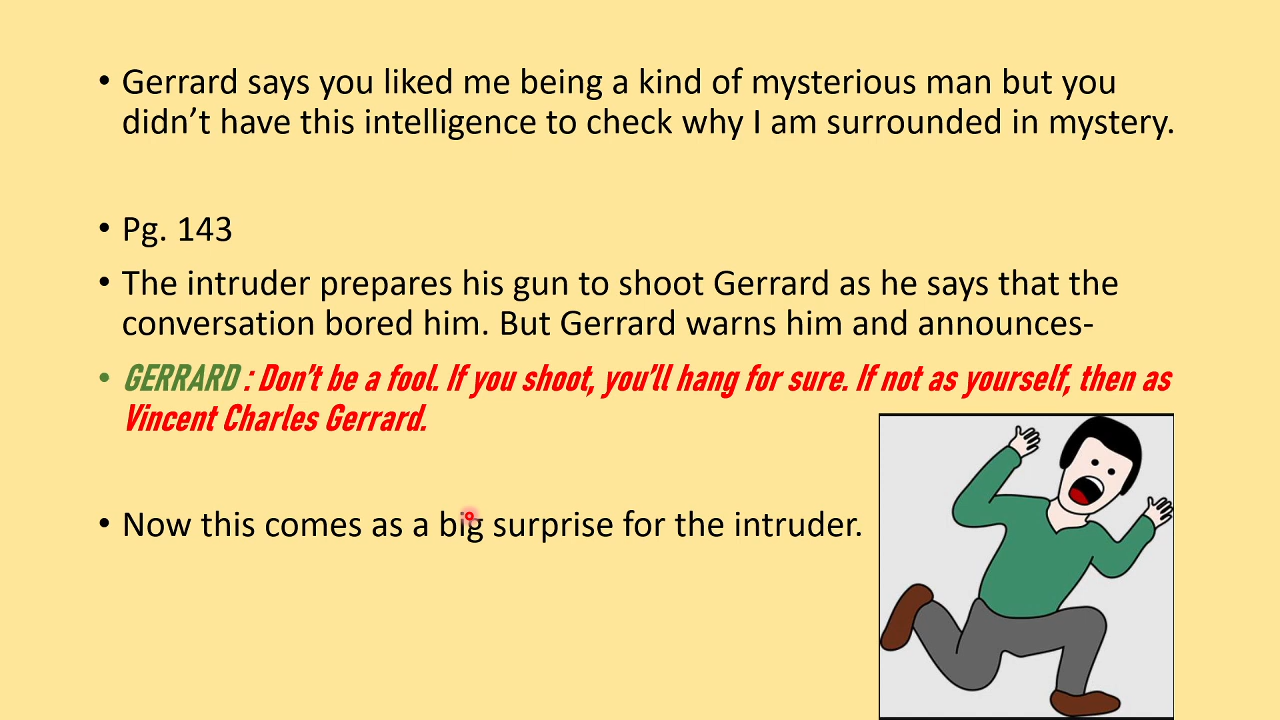 • Gerrard says you liked me being a kind of mysterious man but you
didn’t have this intelligence to check why I am surrounded in mystery.
• Pg. 143
• The intruder prepares his gun to shoot Gerrard as he says that the
conversation bored him. But Gerrard warns him and announces-
• GERRARD : Don’t be a fool. If you shoot, you’ll hang for sure. If not as yourself, then as
Vincent Charles Gerrard.
• Now this comes as a big surprise for the intruder.